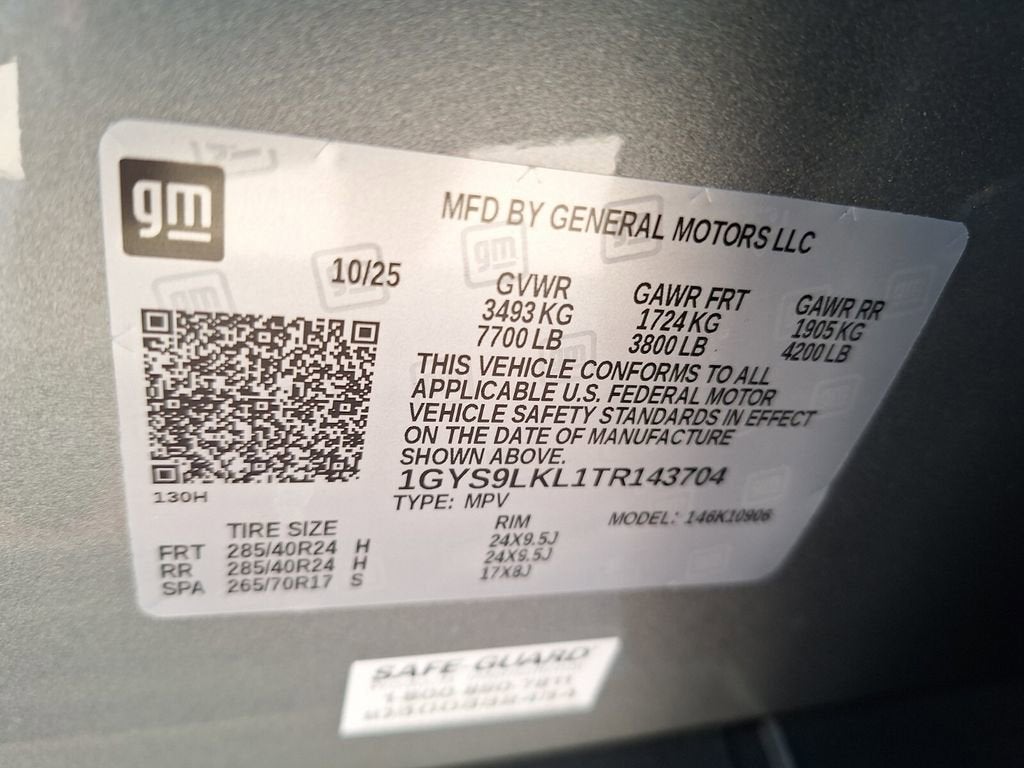 gm
MFD BY GENERAL MOTORS LLC
10/25
GVWR GAWR FRT GAWR RR
3493 KG 1724 KG 1905 KG
7700 LB 3800 LB 4200 LB
THIS VEHICLE CONFORMS TO ALL
APPLICABLE U.S. FEDERAL MOTOR
VEHICLE SAFETY STANDARDS IN EFFECT
ON THE DATE OF MANUFACTURE
SHOWN ABOVE.
1GYS9LKL1TR143704
130H
TYPE: MPV
MODEL: 146K10906
TIRE SIZE RIM
FRT 285/40R24 H 24X9.5J
RR 285/40R24 H 24X9.5J
SPA 265/70R17 S 17X8J
SAFE-GUARD